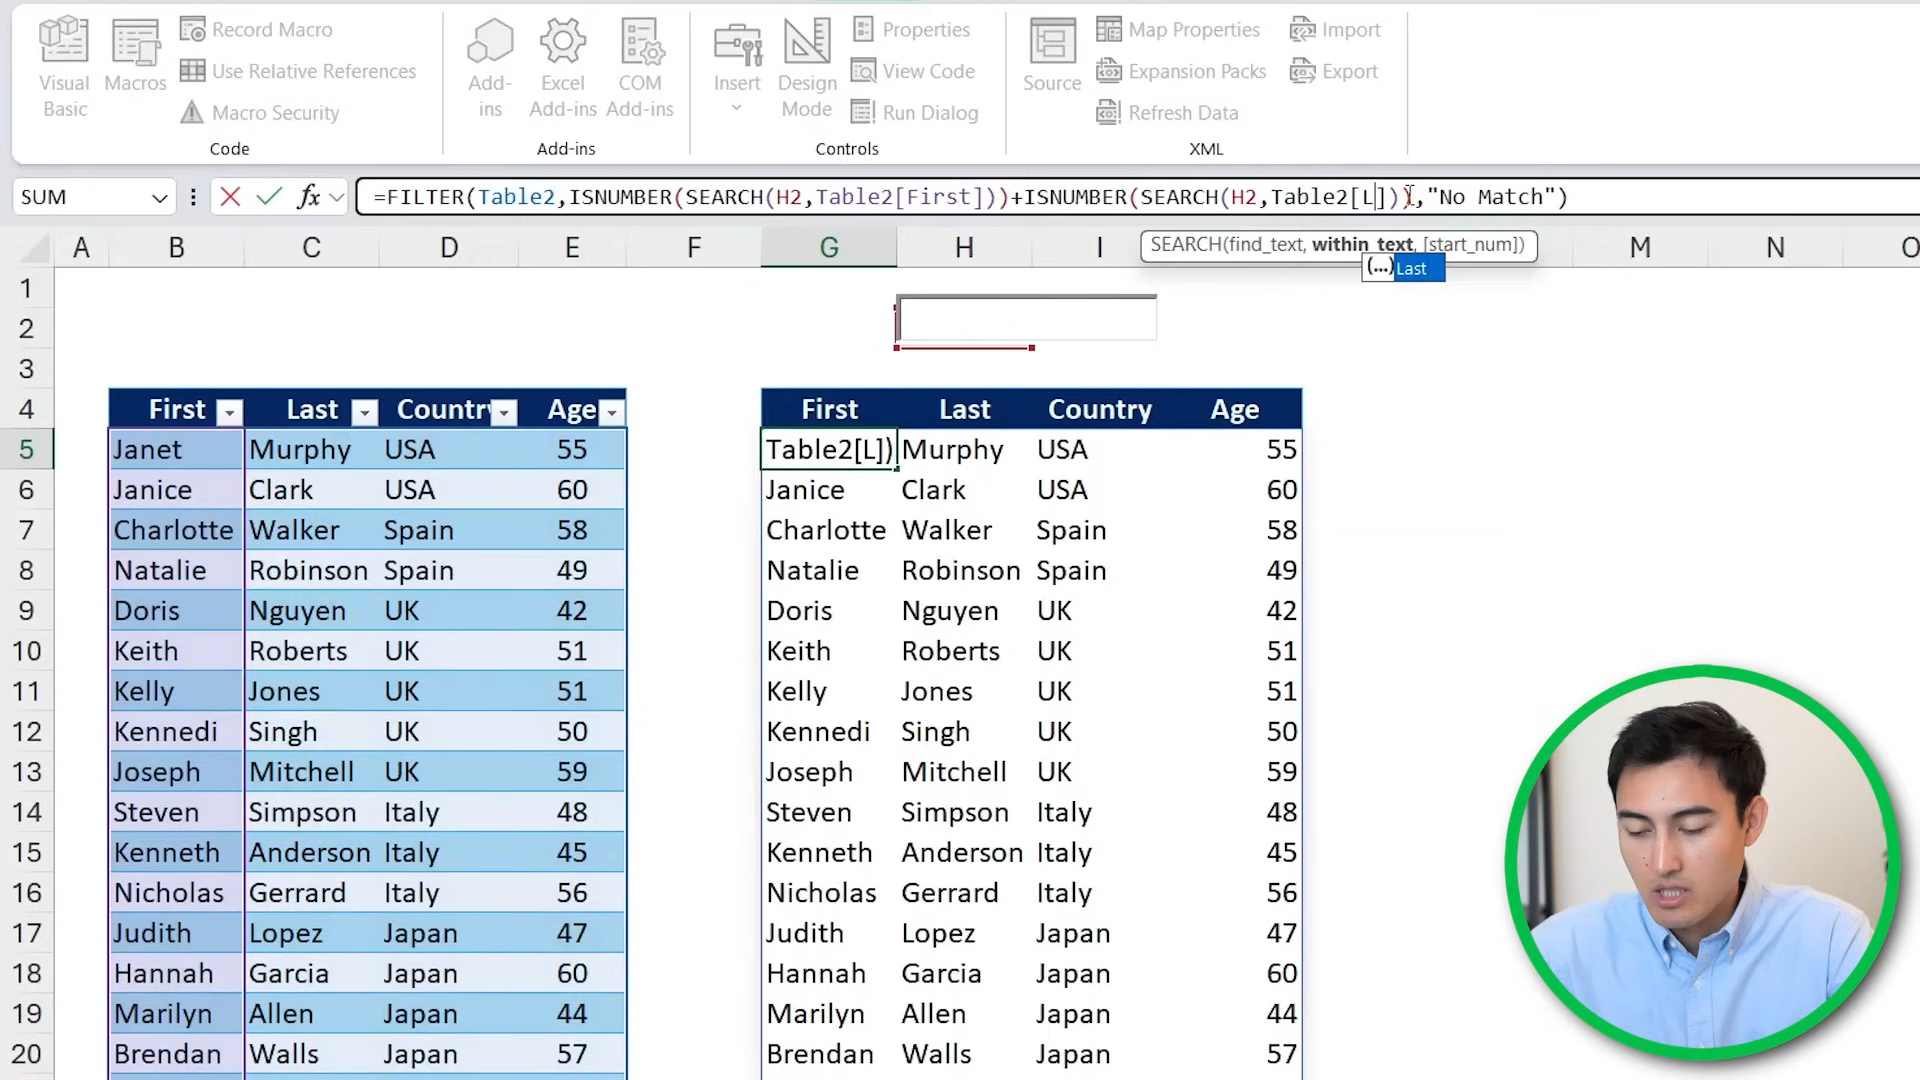 Visual Basic
Macros
Record Macro
Use Relative References
Macro Security
Code
Add-ins
Excel Add-ins
COM Add-ins
Add-ins
Insert
Design Mode
Properties
View Code
Run Dialog
Controls
Source
Map Properties
Expansion Packs
Refresh Data
Import
Export
XML
SUM
fx
=FILTER(Table2,ISNUMBER(SEARCH(H2,Table2[First]))+ISNUMBER(SEARCH(H2,Table2[L])),"No Match")
SEARCH(find_text, within_text, [start_num])
(...) Last
A B C D E F G H I M N O
1
2
3
4 First Last Country Age First Last Country Age
5 Janet Murphy USA 55 Table2[L]) Murphy USA 55
6 Janice Clark USA 60 Janice Clark USA 60
7 Charlotte Walker Spain 58 Charlotte Walker Spain 58
8 Natalie Robinson Spain 49 Natalie Robinson Spain 49
9 Doris Nguyen UK 42 Doris Nguyen UK 42
10 Keith Roberts UK 51 Keith Roberts UK 51
11 Kelly Jones UK 51 Kelly Jones UK 51
12 Kennedi Singh UK 50 Kennedi Singh UK 50
13 Joseph Mitchell UK 59 Joseph Mitchell UK 59
14 Steven Simpson Italy 48 Steven Simpson Italy 48
15 Kenneth Anderson Italy 45 Kenneth Anderson Italy 45
16 Nicholas Gerrard Italy 56 Nicholas Gerrard Italy 56
17 Judith Lopez Japan 47 Judith Lopez Japan 47
18 Hannah Garcia Japan 60 Hannah Garcia Japan 60
19 Marilyn Allen Japan 44 Marilyn Allen Japan 44
20 Brendan Walls Japan 57 Brendan Walls Japan 57